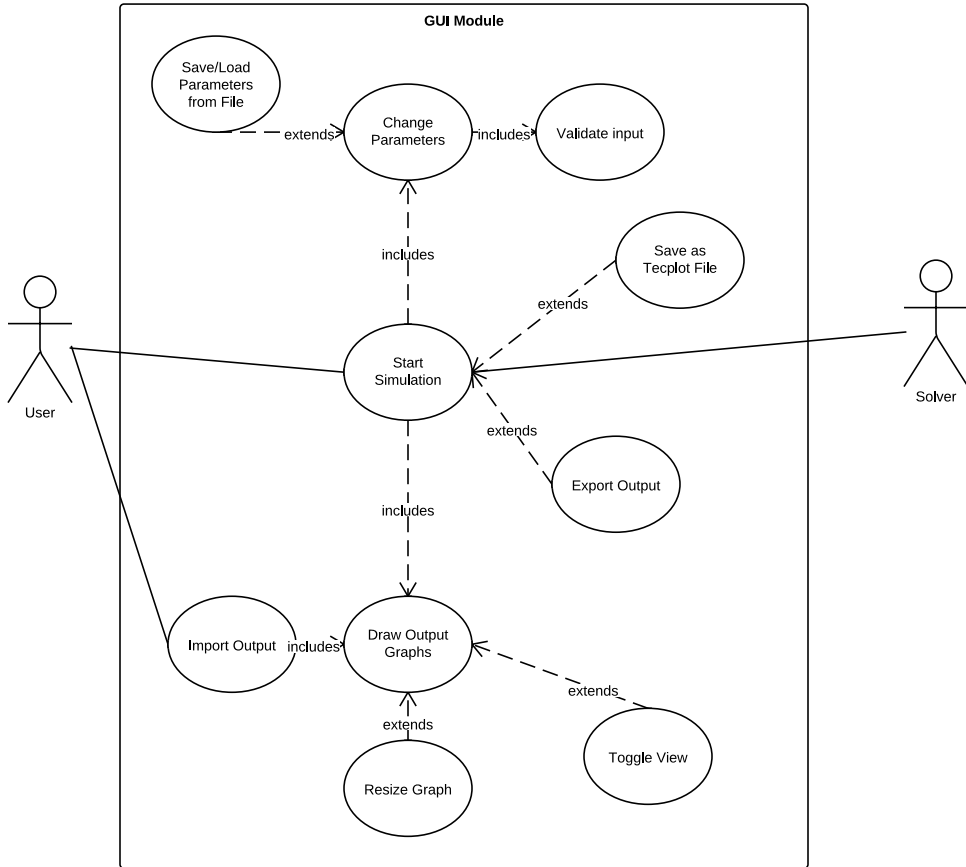 GUI Module
Save/Load
Parameters
from File
extends
Change
Parameters
includes
Validate input
includes
Save as
Tecplot File
extends
User
Start
Simulation
Solver
extends
Export Output
includes
Import Output
includes
Draw Output
Graphs
extends
extends
Resize Graph
Toggle View